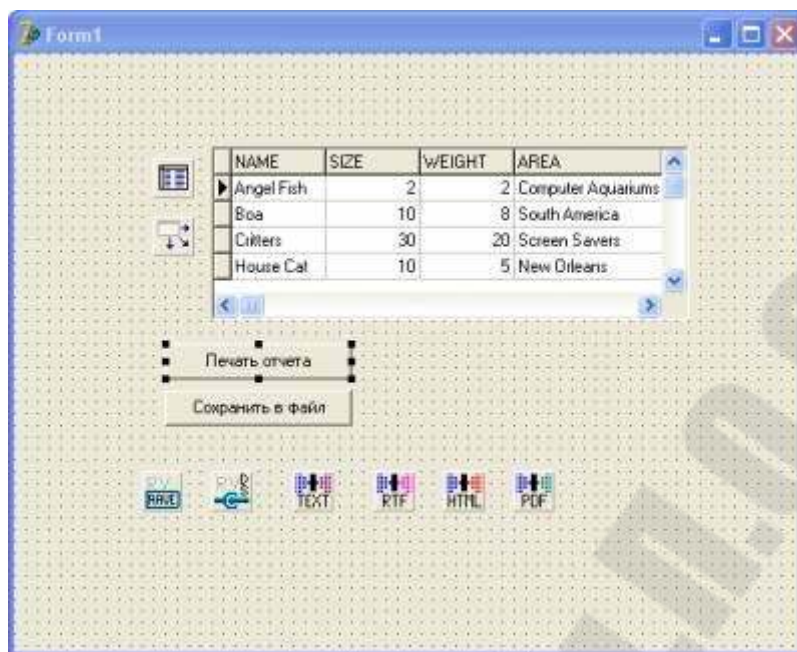 Form1
NAME SIZE WEIGHT AREA
Angel Fish 2 2 Computer Aquariums
Boa 10 8 South America
Critters 30 20 Screen Savers
House Cat 10 5 New Orleans
Печать отчета
Сохранить в файл
RAVE TEXT RTF HTML PDF